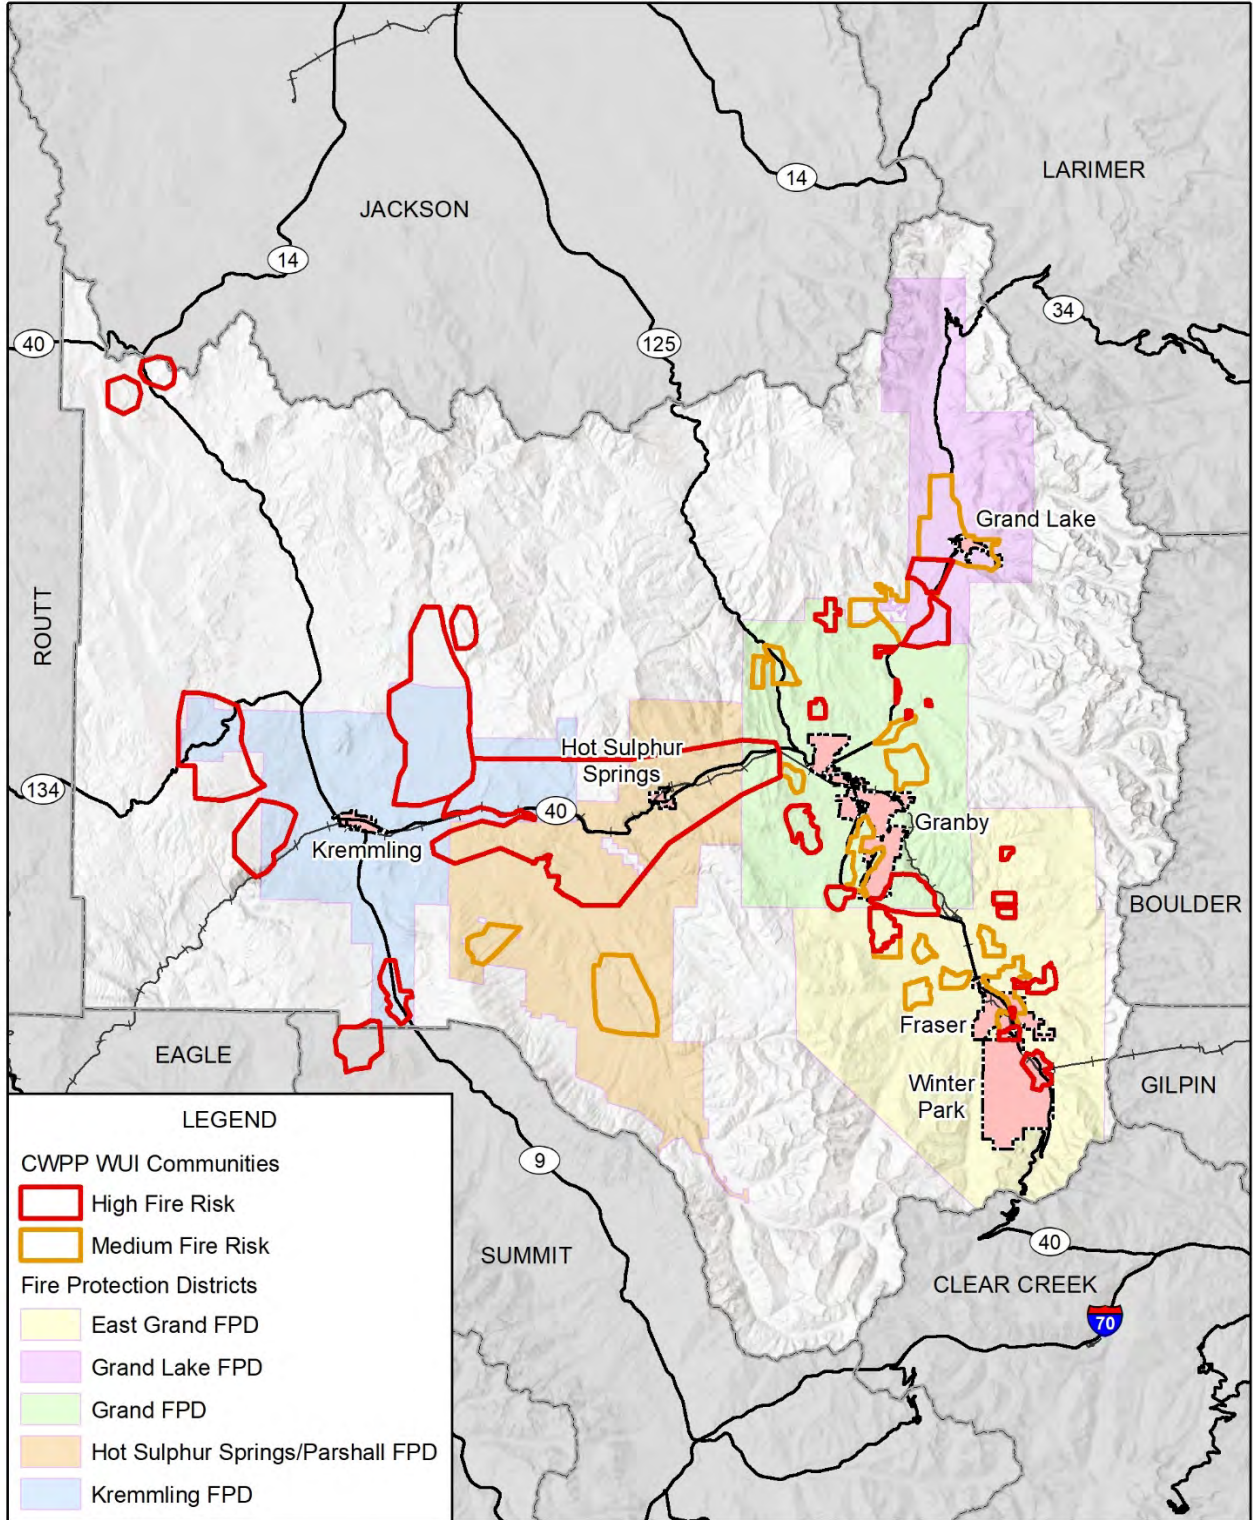 LARIMER
14
JACKSON
14
34
40
125
Grand Lake
ROUTT
Hot Sulphur
Springs
134
40
Kremmling
Granby
BOULDER
Fraser
EAGLE
Winter
Park
GILPIN
9
SUMMIT
40
CLEAR CREEK
70
LEGEND
CWPP WUI Communities
High Fire Risk
Medium Fire Risk
Fire Protection Districts
East Grand FPD
Grand Lake FPD
Grand FPD
Hot Sulphur Springs/Parshall FPD
Kremmling FPD